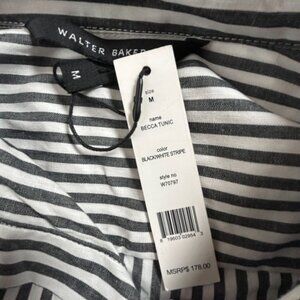 WALTER BAKER
M
size
M
name
BECCA TUNIC
color
BLACK/WHITE STRIPE
style no
W70797
MSRP$ 178.00